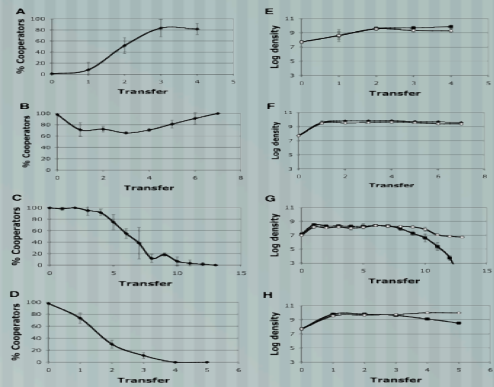 A
% Cooperators
100
80
60
40
20
0
0 1 2 3 4 5
Transfer
B
% Cooperators
100
80
60
40
20
0
0 2 4 6 8
Transfer
C
% Cooperators
100
80
60
40
20
0
0 5 10 15
Transfer
D
% Cooperators
100
80
60
40
20
0
0 1 2 3 4 5 6
Transfer
E
Log density
11
9
7
5
3
0 1 2 3 4 5
Transfer
F
Log density
11
9
7
5
3
0 2 4 6 8
Transfer
G
Log density
11
9
7
5
3
0 5 10 15
Transfer
H
Log density
11
9
7
5
3
0 1 2 3 4 5 6
Transfer